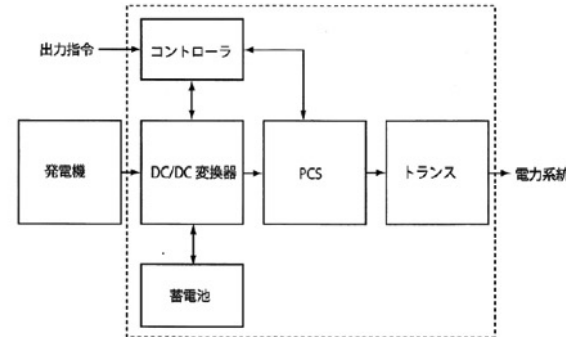 出力指令
コントローラ
発電機
DC/DC 変換器
PCS
トランス
電力系統
蓄電池